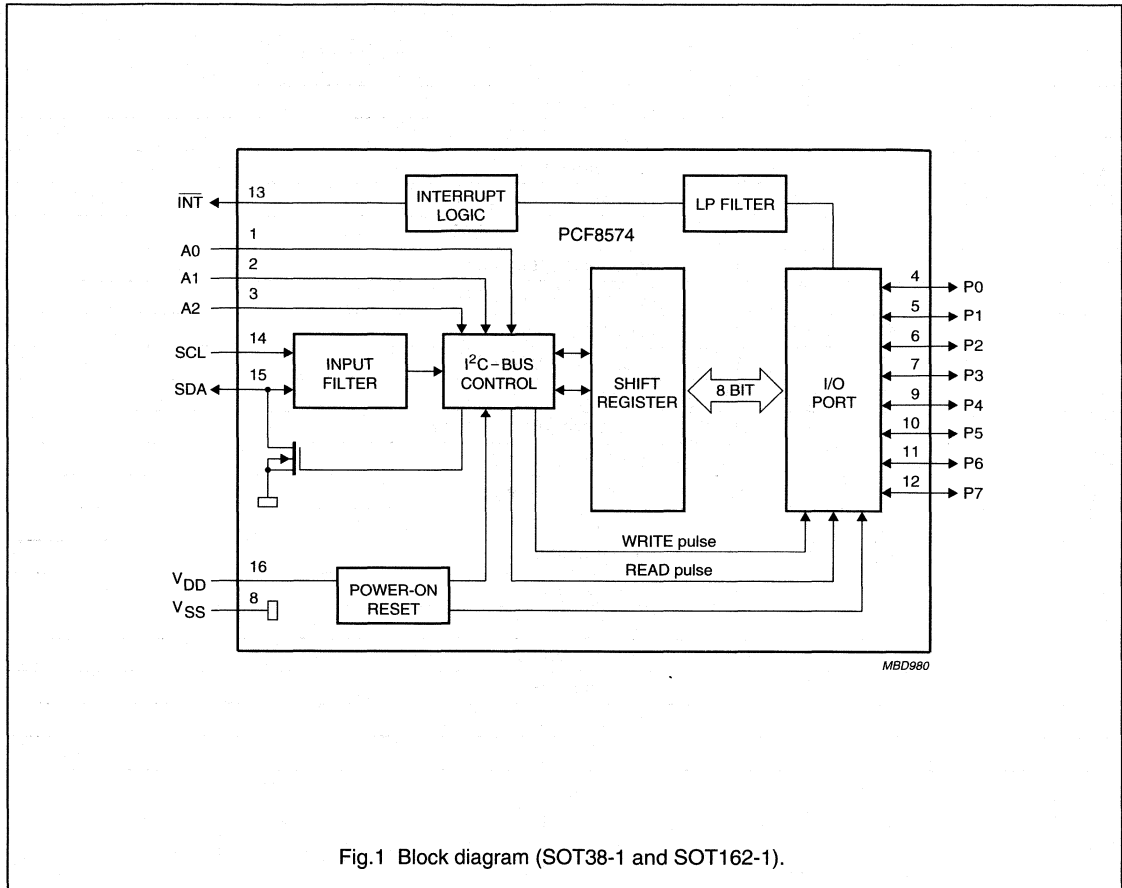 INT
13
INTERRUPT
LOGIC
LP FILTER
PCF8574
A0
1
A1
2
A2
3
SCL
14
SDA
15
INPUT
FILTER
I²C – BUS
CONTROL
SHIFT
REGISTER
8 BIT
I/O
PORT
4
P0
5
P1
6
P2
7
P3
9
P4
10
P5
11
P6
12
P7
WRITE pulse
READ pulse
VDD
16
VSS
8
POWER-ON
RESET
MBD980
Fig.1 Block diagram (SOT38-1 and SOT162-1).